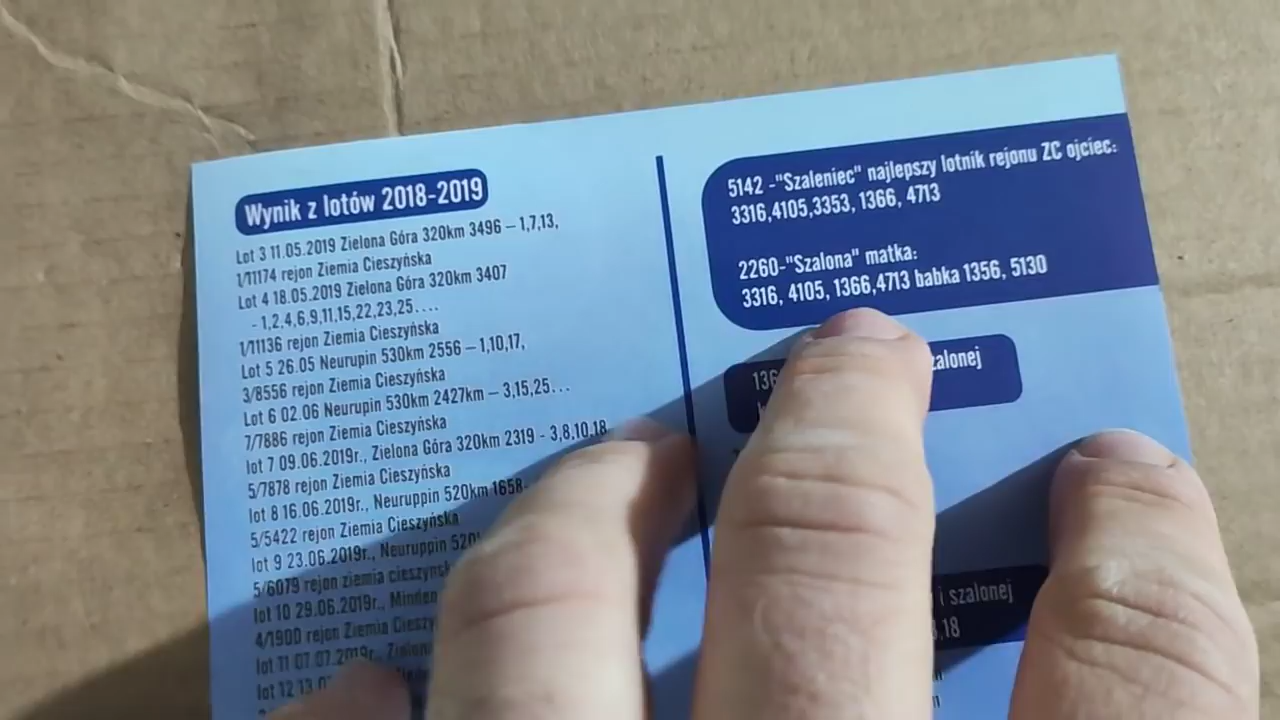 Wynik z lotów 2018-2019
Lot 3 11.05.2019 Zielona Góra 320km 3496 – 1,7,13,
1/11174 rejon Ziemia Cieszyńska
Lot 4 18.05.2019 Zielona Góra 320km 3407
- 1,2,4,6,9,11,15,22,23,25....
1/11136 rejon Ziemia Cieszyńska
Lot 5 26.05 Neurupin 530km 2556 – 1,10,17,
3/8556 rejon Ziemia Cieszyńska
Lot 6 02.06 Neurupin 530km 2427km – 3,15,25...
7/7886 rejon Ziemia Cieszyńska
lot 7 09.06.2019r., Zielona Góra 320km 2319 - 3,8,10,18
5/7878 rejon Ziemia Cieszyńska
lot 8 16.06.2019r., Neuruppin 520km 1658
5/5422 rejon Ziemia Cieszyńska
lot 9 23.06.2019r., Neuruppin
5/6079 rejon ziemia
lot 10 29.06.2019r., Minden
4/1900 rejon Ziemia
lot 11 07.07.2019r.,
lot 12 13
5142 -"Szaleniec" najlepszy lotnik rejonu ZC ojciec:
3316,4105,3353, 1366, 4713
2260-"Szalona" matka:
3316, 4105, 1366,4713 babka 1356, 5130
i szalonej